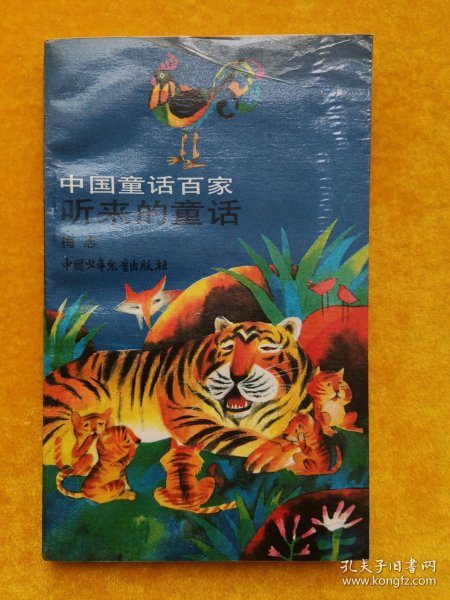 中国童话百家
听来的童话
梅志
中国少年儿童出版社
孔夫子旧书网
www.kongfz.com